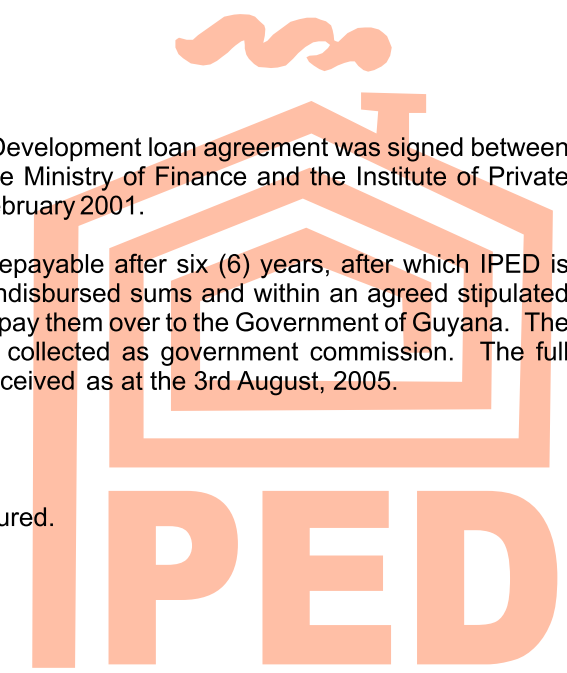 Development loan agreement was signed between
e Ministry of Finance and the Institute of Private
ebruary 2001.
epayable after six (6) years, after which IPED is
ndisbursed sums and within an agreed stipulated
pay them over to the Government of Guyana. The
collected as government commission. The full
ceived as at the 3rd August, 2005.
ured.
IPED